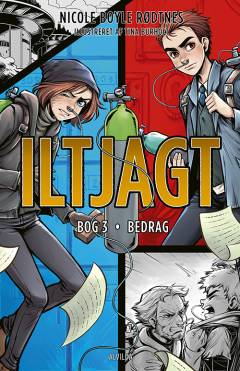 NICOLE BOYLE RØDTNES
ILLUSTRERET AF TINA BURHOLT
ILTJAGT
BOG 3 • BEDRAG
ALVILDA